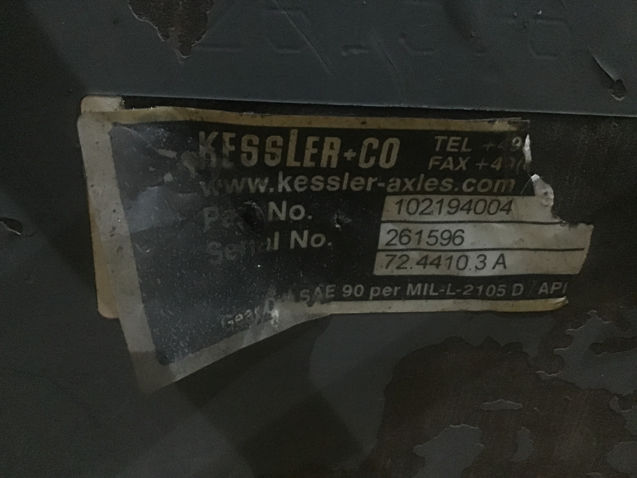 KESSLER+CO
TEL +49
FAX +49
www.kessler-axles.com
Part No. 102194004
Serial No. 261596
72.4410.3 A
SAE 90 per MIL-L-2105 D / API